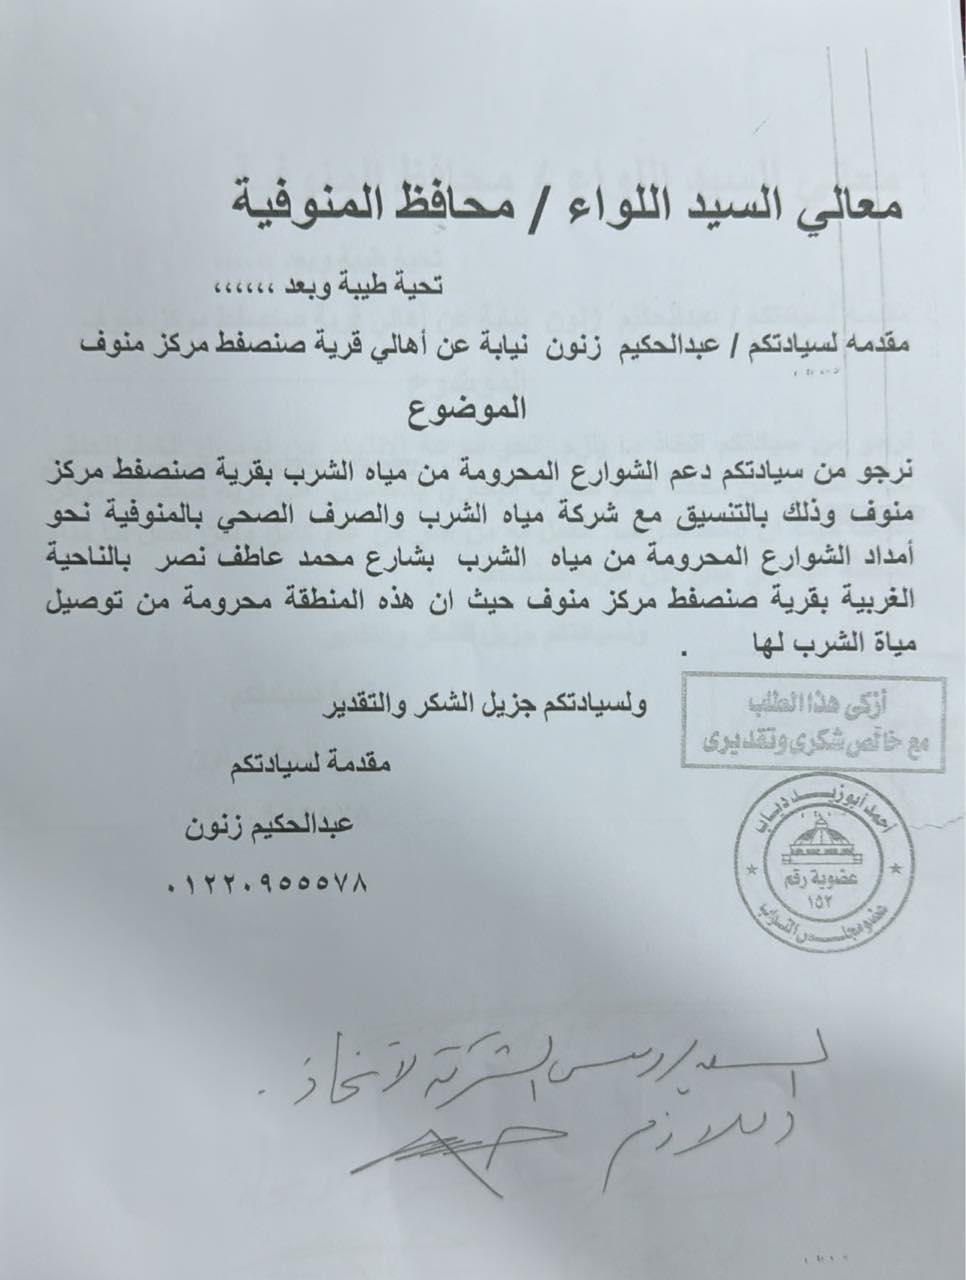 معالي السيد اللواء / محافظ المنوفية
تحية طيبة وبعد ،،،،،،
مقدمه لسيادتكم / عبدالحكيم زنون نيابة عن أهالي قرية صنصفط مركز منوف
الموضوع
نرجو من سيادتكم دعم الشوارع المحرومة من مياه الشرب بقرية صنصفط مركز
منوف وذلك بالتنسيق مع شركة مياه الشرب والصرف الصحي بالمنوفية نحو
أمداد الشوارع المحرومة من مياه الشرب بشارع محمد عاطف نصر بالناحية
الغربية بقرية صنصفط مركز منوف حيث ان هذه المنطقة محرومة من توصيل
مياة الشرب لها .
ولسيادتكم جزيل الشكر والتقدير
مقدمة لسيادتكم
عبدالحكيم زنون
٠١٢٢٠٩٥٥٥٧٨
أزكى هذا الطلب
مع خالص شكرى وتقديرى
أحمد أبوزيد دياب
عضوية رقم
١٥٢
عضو مجلس النواب
السيد رئيس الشركة لاتخاذ
اللازم